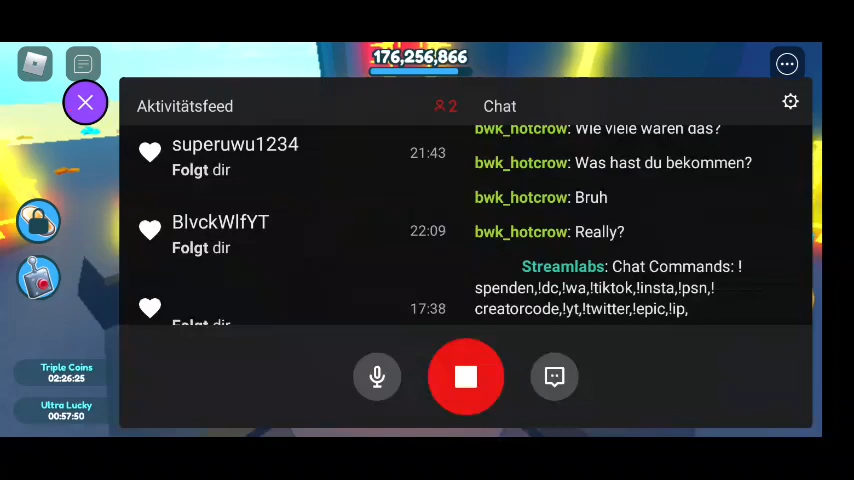 176,256,866
Aktivitätsfeed
2
Chat
superuwu1234
Folgt dir
21:43
BlvckWlfYT
Folgt dir
22:09
17:38
Folgt dir
bwk_hotcrow: Wie viele waren das?
bwk_hotcrow: Was hast du bekommen?
bwk_hotcrow: Bruh
bwk_hotcrow: Really?
Streamlabs: Chat Commands: !
spenden,!dc,!wa,!tiktok,!insta,!psn,!
creatorcode,!yt,!twitter,!epic,!ip,
Triple Coins
02:26:25
Ultra Lucky
00:57:50